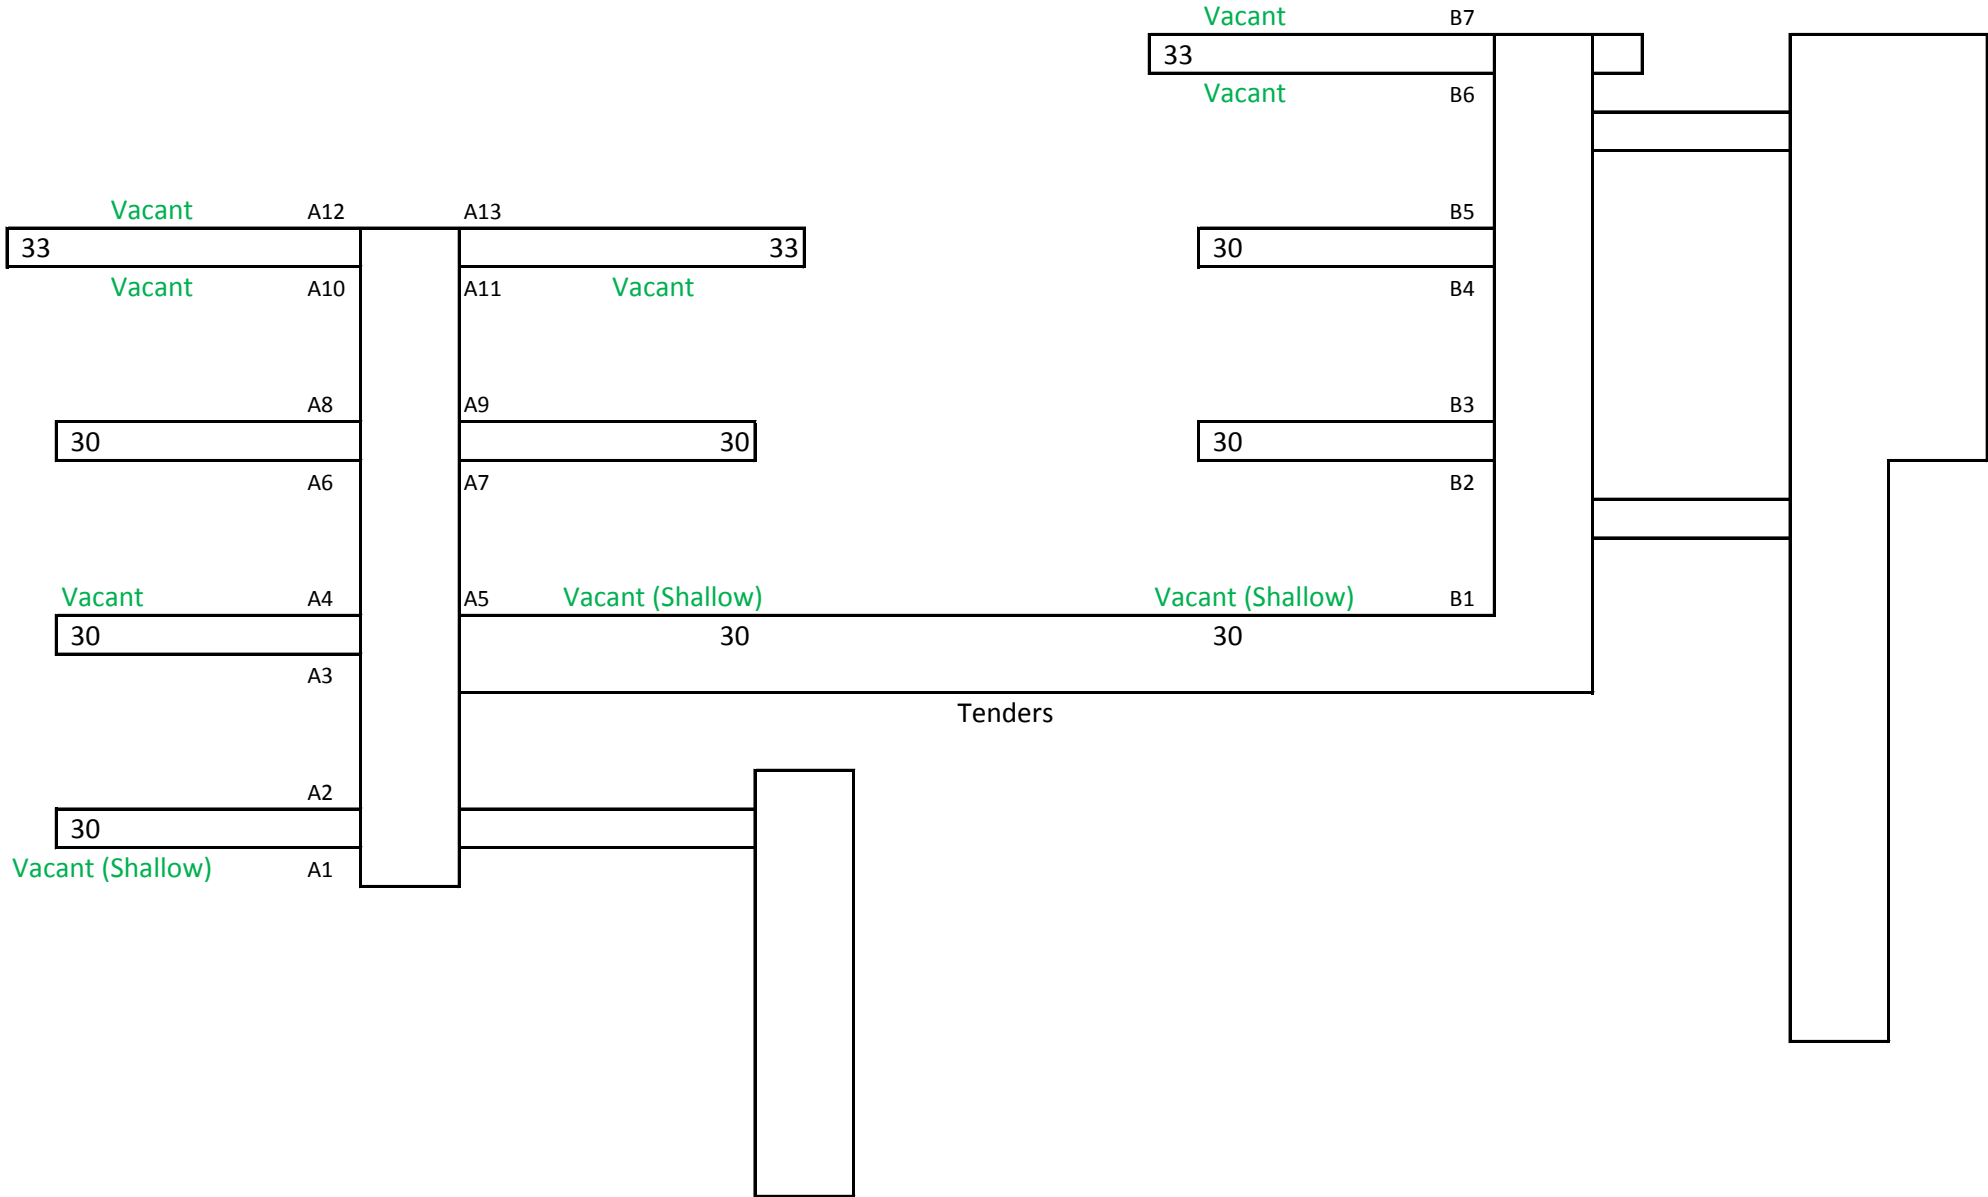 Vacant B7
33
Vacant B6
Vacant A12 A13 B5
33 33 30
Vacant A10 A11 Vacant B4
A8 A9 B3
30 30 30
A6 A7 B2
Vacant A4 A5 Vacant (Shallow) Vacant (Shallow) B1
30 30 30
A3
Tenders
A2
30
Vacant (Shallow) A1